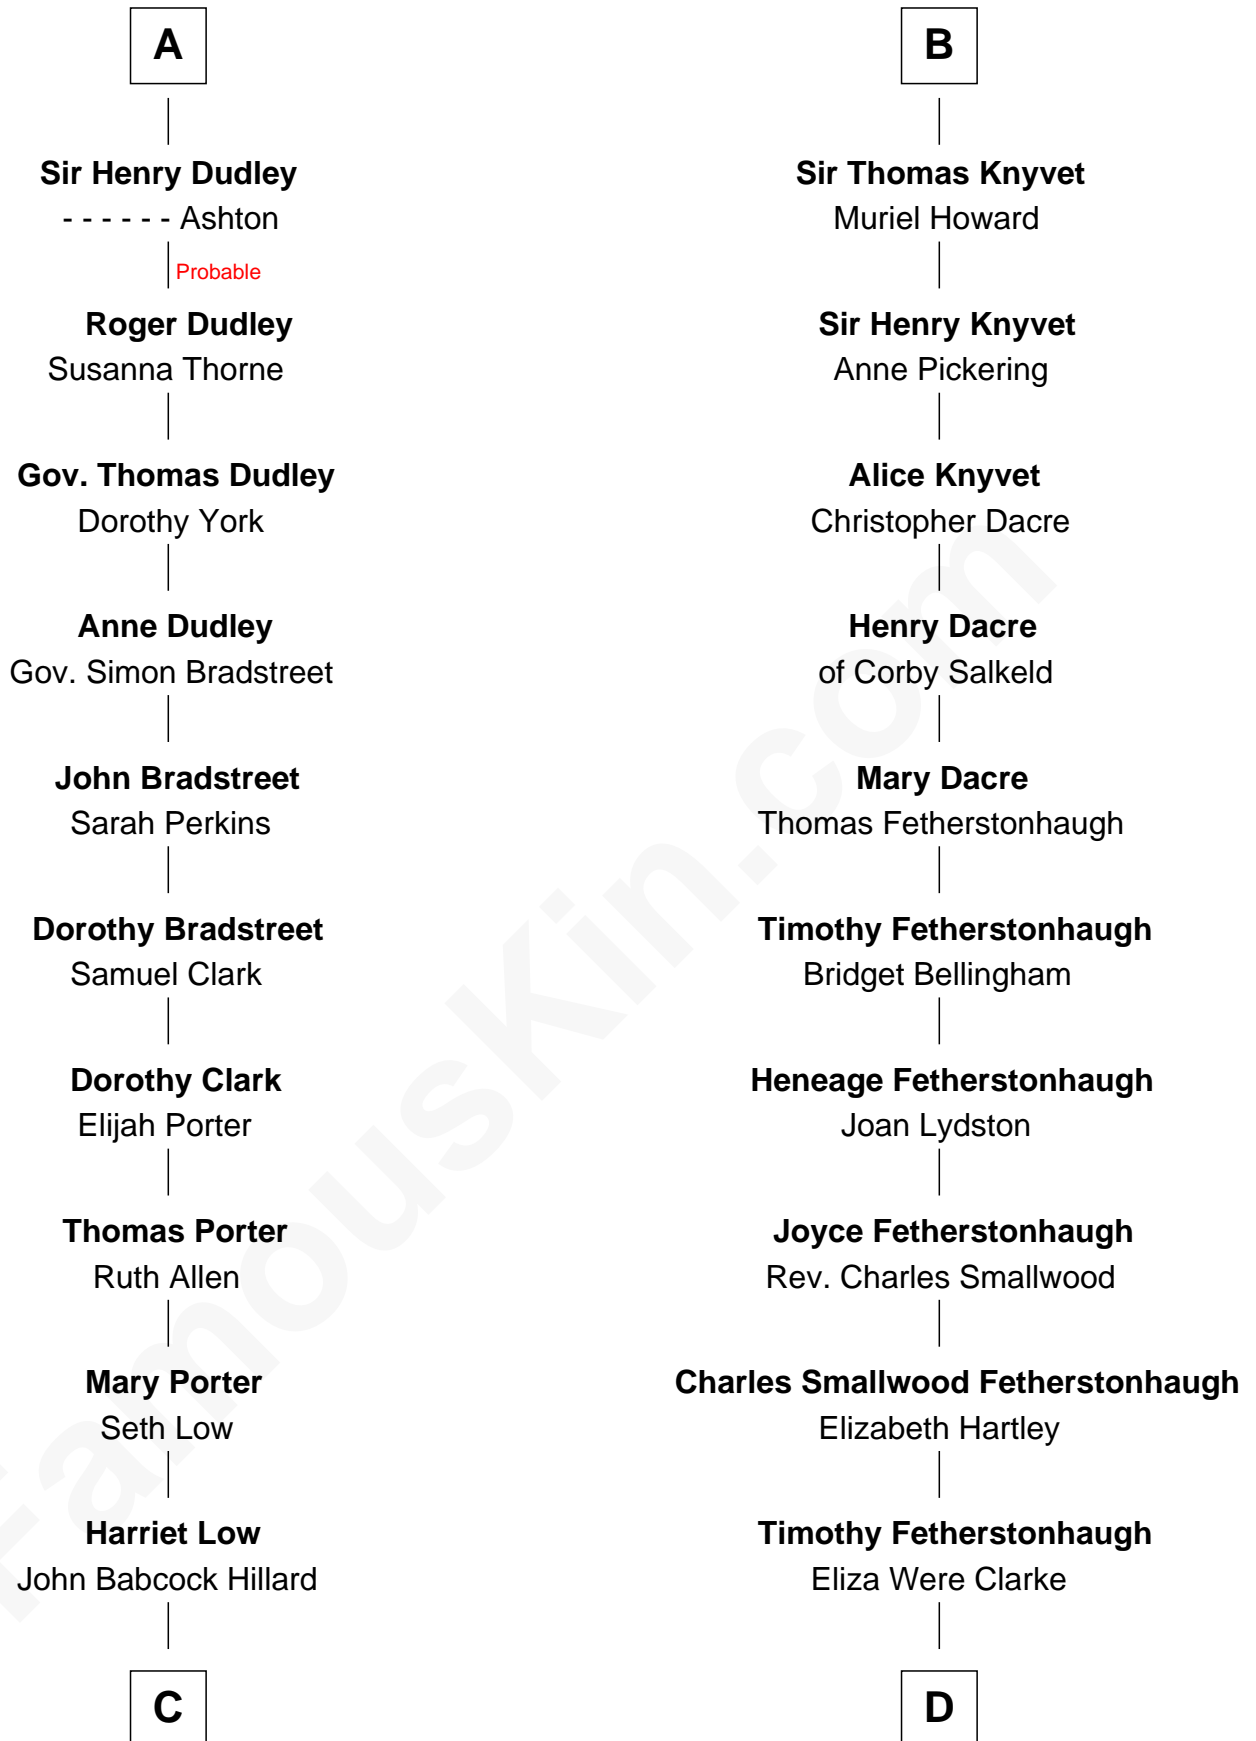 A
Sir Henry Dudley
- - - - - - Ashton
Probable
Roger Dudley
Susanna Thorne
Gov. Thomas Dudley
Dorothy York
Anne Dudley
Gov. Simon Bradstreet
John Bradstreet
Sarah Perkins
Dorothy Bradstreet
Samuel Clark
Dorothy Clark
Elijah Porter
Thomas Porter
Ruth Allen
Mary Porter
Seth Low
Harriet Low
John Babcock Hillard
C
B
Sir Thomas Knyvet
Muriel Howard
Sir Henry Knyvet
Anne Pickering
Alice Knyvet
Christopher Dacre
Henry Dacre
of Corby Salkeld
Mary Dacre
Thomas Fetherstonhaugh
Timothy Fetherstonhaugh
Bridget Bellingham
Heneage Fetherstonhaugh
Joan Lydston
Joyce Fetherstonhaugh
Rev. Charles Smallwood
Charles Smallwood Fetherstonhaugh
Elizabeth Hartley
Timothy Fetherstonhaugh
Eliza Were Clarke
D
FamousKin.com